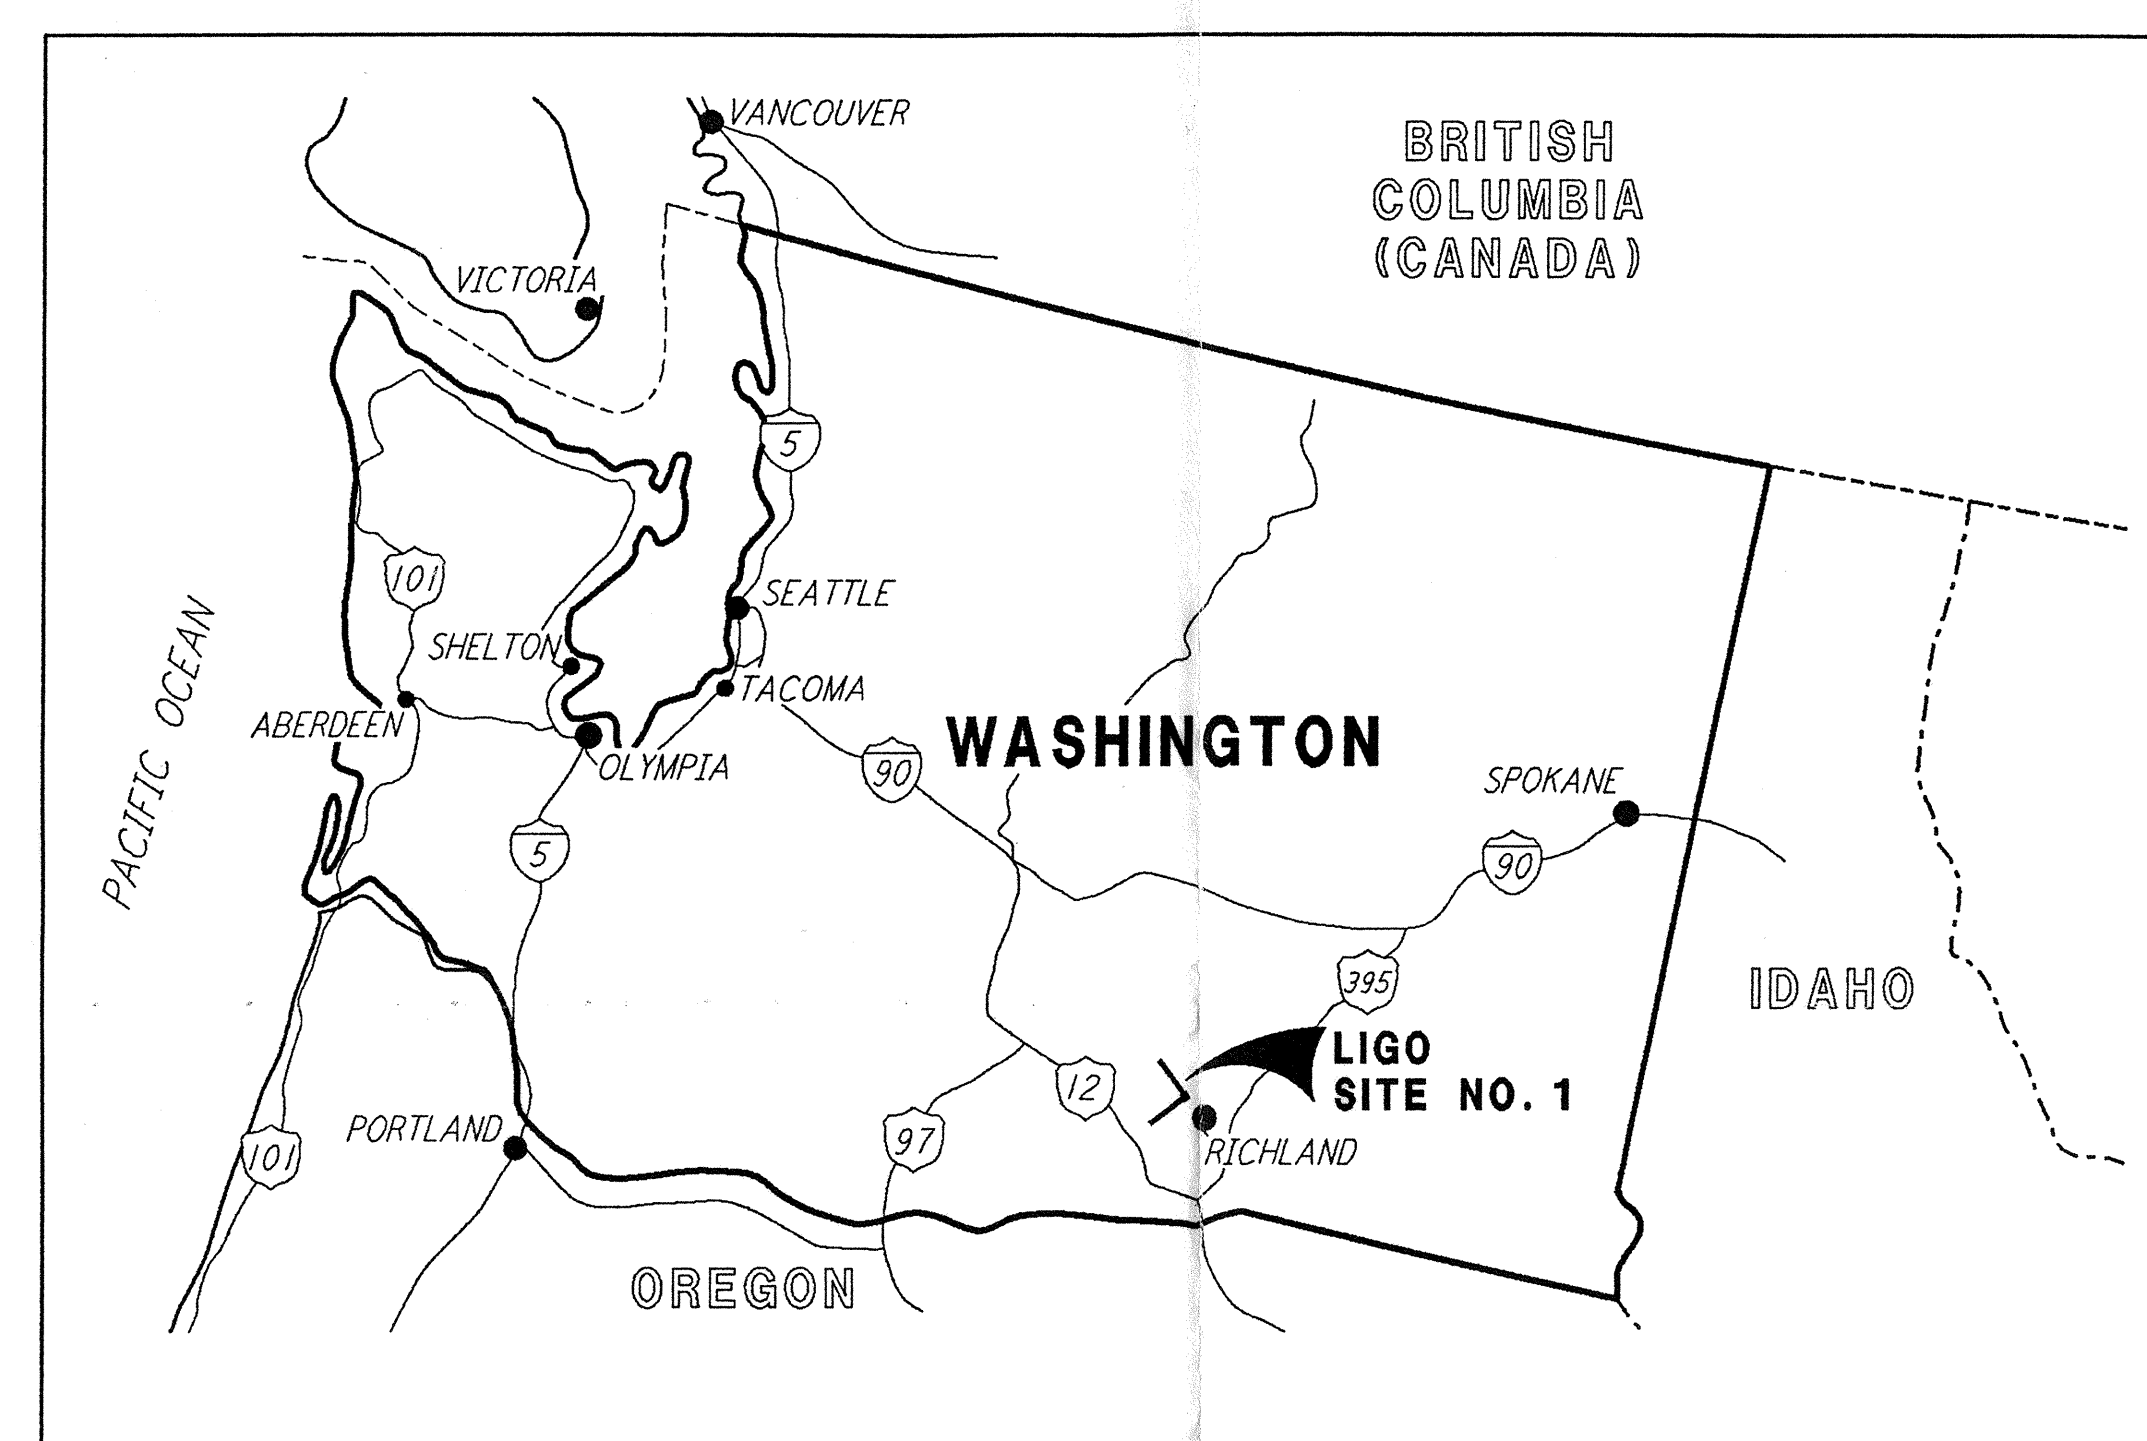 VANCOUVER
BRITISH
COLUMBIA
(CANADA)
VICTORIA
5
101
SEATTLE
SHELTON
TACOMA
ABERDEEN
PACIFIC OCEAN
OLYMPIA
WASHINGTON
90
SPOKANE
5
90
395
IDAHO
LIGO
SITE NO. 1
12
PORTLAND
97
RICHLAND
101
OREGON